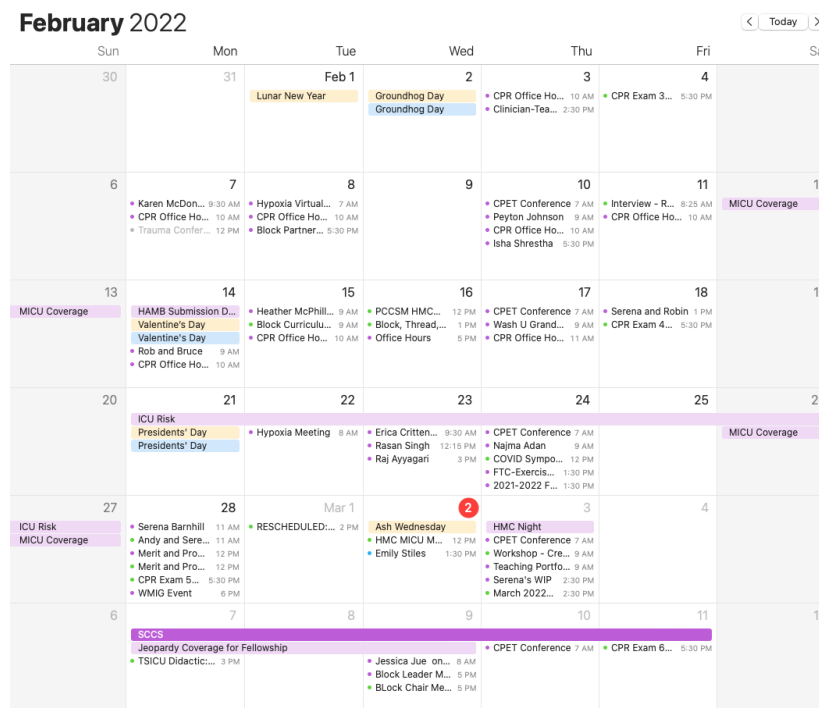 February 2022
Today
Sun Mon Tue Wed Thu Fri Sa
30 31 Feb 1 2 3 4
Lunar New Year
Groundhog Day
Groundhog Day
CPR Office Ho... 10 AM
Clinician-Tea... 2:30 PM
CPR Exam 3... 5:30 PM
6 7 8 9 10 11 1
Karen McDon... 9:30 AM
CPR Office Ho... 10 AM
Trauma Confer... 12 PM
Hypoxia Virtual... 7 AM
CPR Office Ho... 10 AM
Block Partner... 5:30 PM
CPET Conference 7 AM
Peyton Johnson 9 AM
CPR Office Ho... 10 AM
Isha Shrestha 5:30 PM
Interview - R... 8:25 AM
CPR Office Ho... 10 AM
MICU Coverage
13 14 15 16 17 18 1
MICU Coverage
HAMB Submission D...
Valentine's Day
Valentine's Day
Rob and Bruce 9 AM
CPR Office Ho... 10 AM
Heather McPhill... 9 AM
Block Curriculu... 9 AM
CPR Office Ho... 10 AM
PCCSM HMC... 12 PM
Block, Thread,... 1 PM
Office Hours 5 PM
CPET Conference 7 AM
Wash U Grand... 9 AM
CPR Office Ho... 11 AM
Serena and Robin 1 PM
CPR Exam 4... 5:30 PM
20 21 22 23 24 25 2
ICU Risk
Presidents' Day
Presidents' Day
Hypoxia Meeting 8 AM
Erica Critten... 9:30 AM
Rasan Singh 12:15 PM
Raj Ayyagari 3 PM
CPET Conference 7 AM
Najma Adan 9 AM
COVID Sympo... 12 PM
FTC-Exercis... 1:30 PM
2021-2022 F... 1:30 PM
MICU Coverage
27 28 Mar 1 2 3 4
ICU Risk
MICU Coverage
Serena Barnhill 11 AM
Andy and Sere... 11 AM
Merit and Pro... 12 PM
Merit and Pro... 12 PM
CPR Exam 5... 5:30 PM
WMIG Event 6 PM
RESCHEDULED:... 2 PM
Ash Wednesday
HMC MICU M... 12 PM
Emily Stiles 1:30 PM
HMC Night
CPET Conference 7 AM
Workshop - Cre... 9 AM
Teaching Portfo... 9 AM
Serena's WIP 2:30 PM
March 2022... 2:30 PM
6 7 8 9 10 11 1
SCCS
Jeopardy Coverage for Fellowship
TSICU Didactic:... 3 PM
Jessica Jue on... 8 AM
Block Leader M... 5 PM
BLock Chair Me... 5 PM
CPET Conference 7 AM
CPR Exam 6... 5:30 PM